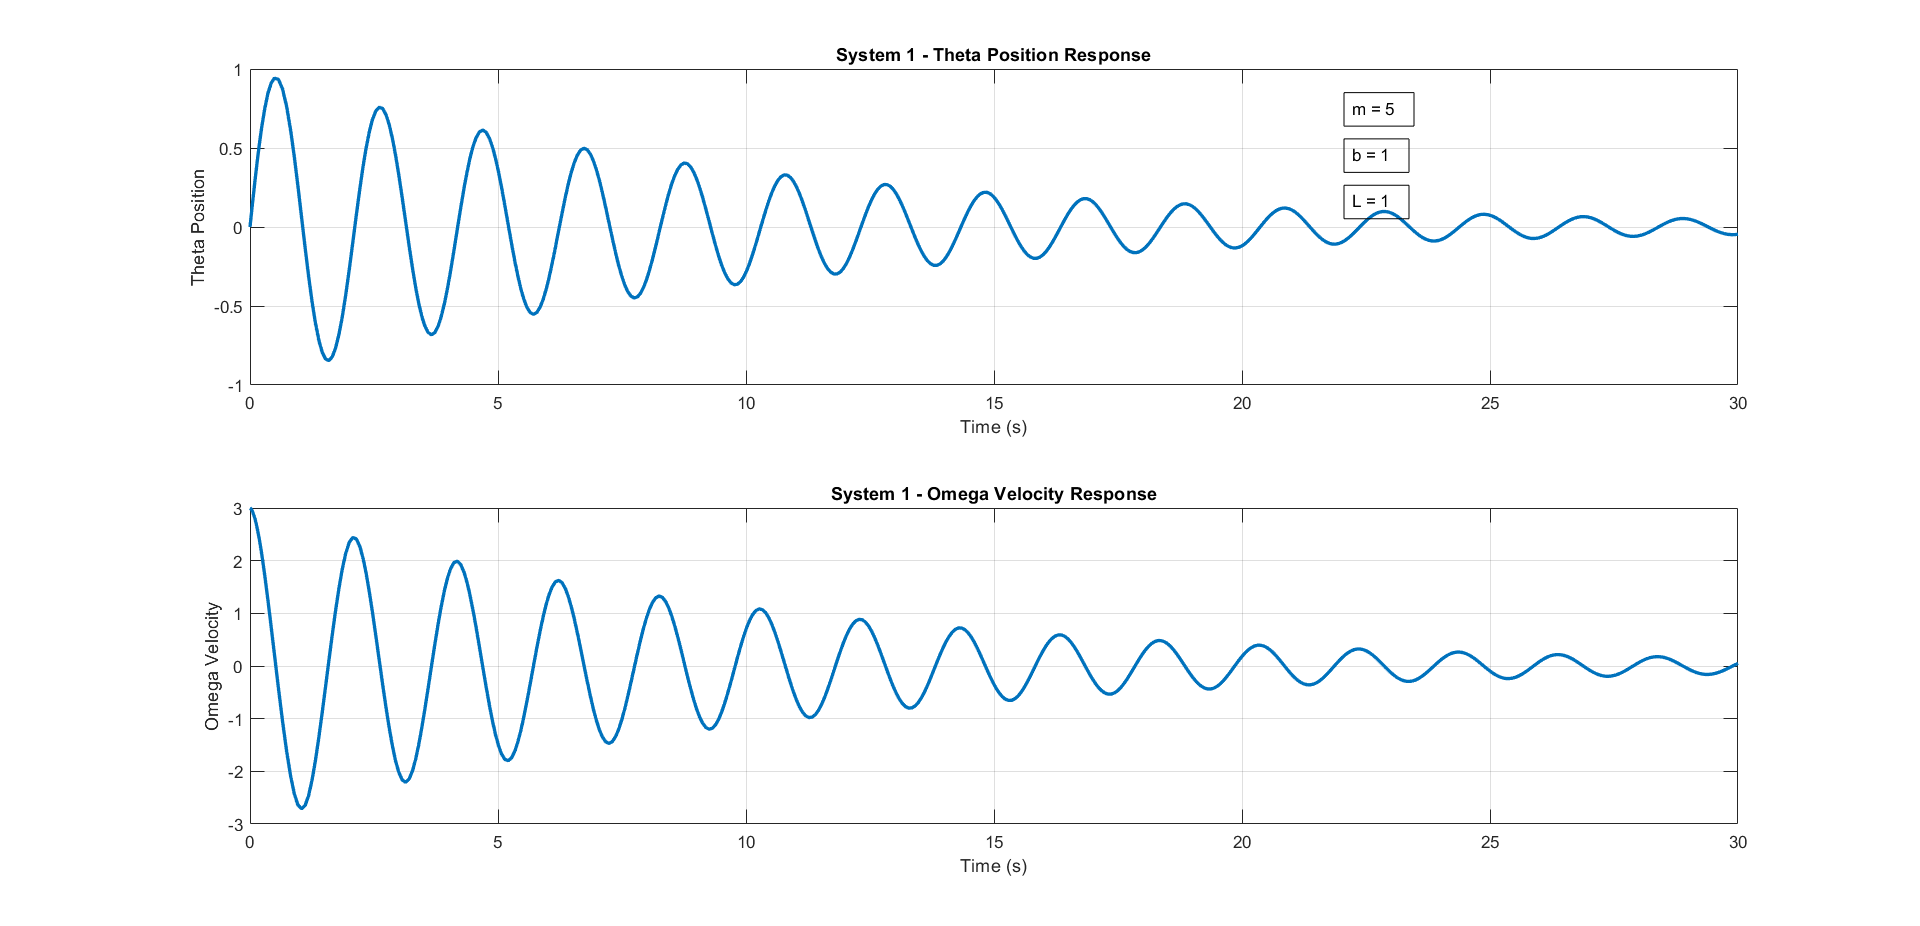 System 1 - Theta Position Response
1
0.5
0
-0.5
-1
Theta Position
m = 5
b = 1
L = 1
0 5 10 15 20 25 30
Time (s)
System 1 - Omega Velocity Response
3
2
1
0
-1
-2
-3
Omega Velocity
0 5 10 15 20 25 30
Time (s)